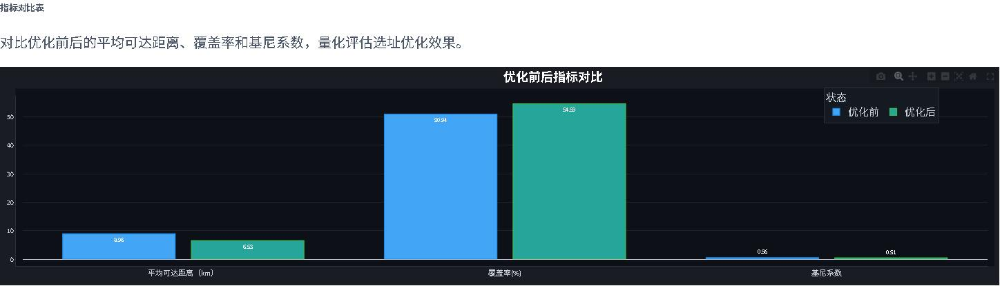 指标对比表
对比优化前后的平均可达距离、覆盖率和基尼系数，量化评估选址优化效果。
优化前后指标对比
状态
优化前 优化后
50
40
30
20
10
0
8.96
6.53
50.94
54.59
0.56
0.51
平均可达距离（km）
覆盖率(%)
基尼系数